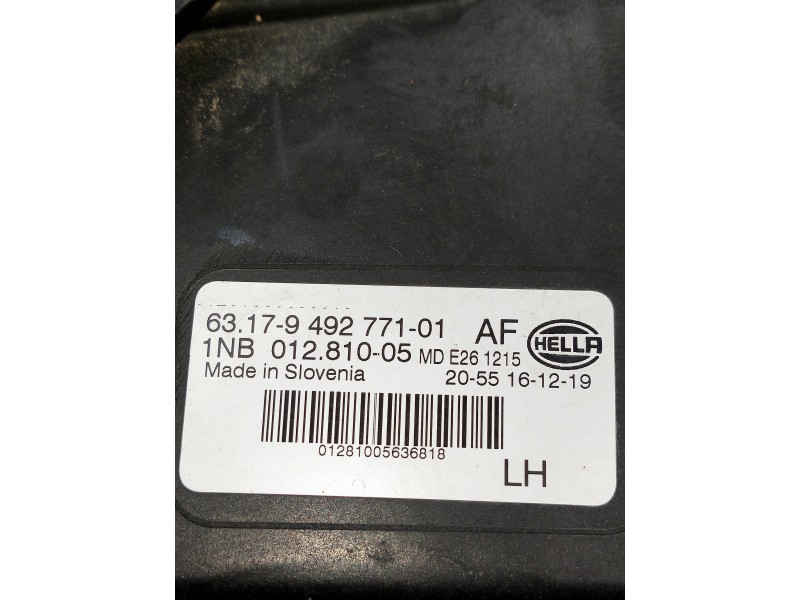 63.17-9 492 771-01 AF HELLA
1NB 012.810-05 MD E26 1215
Made in Slovenia 20-55 16-12-19
01281005636818
LH